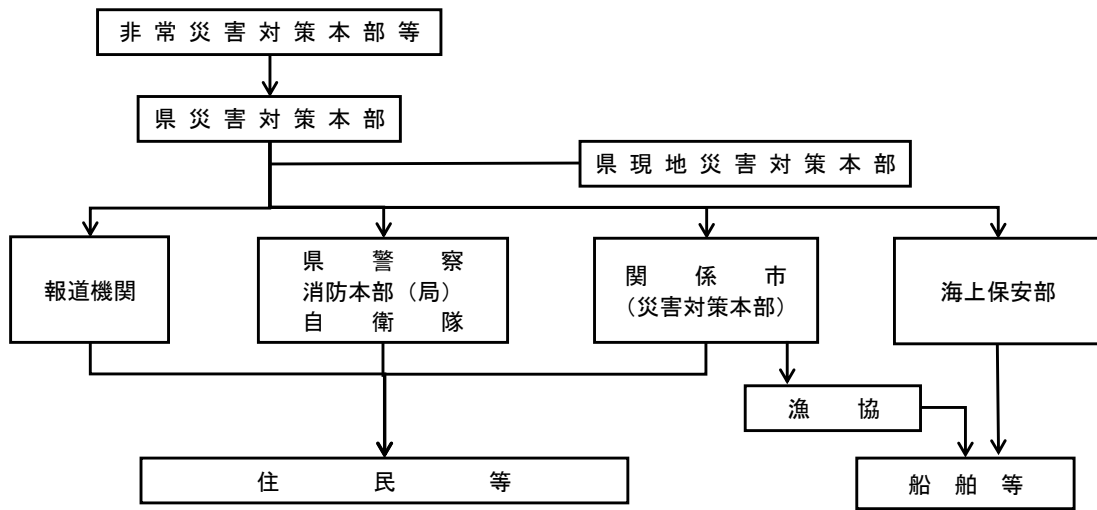 非常災害対策本部等
県災害対策本部
県現地災害対策本部
報道機関
県警察
消防本部（局）
自衛隊
関係市
（災害対策本部）
海上保安部
漁協
住民等
船舶等